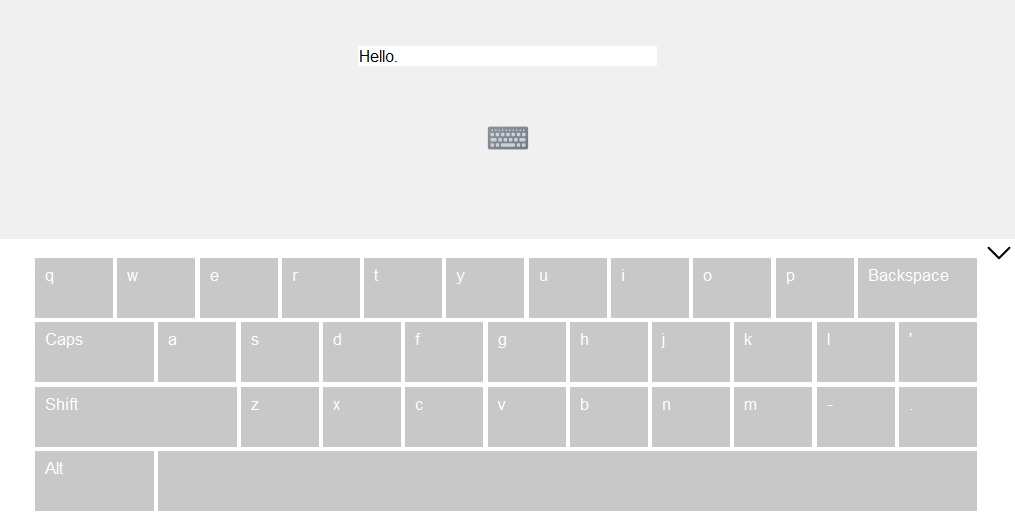 Hello.
q w e r t y u i o p Backspace
Caps a s d f g h j k l '
Shift z x c v b n m - .
Alt